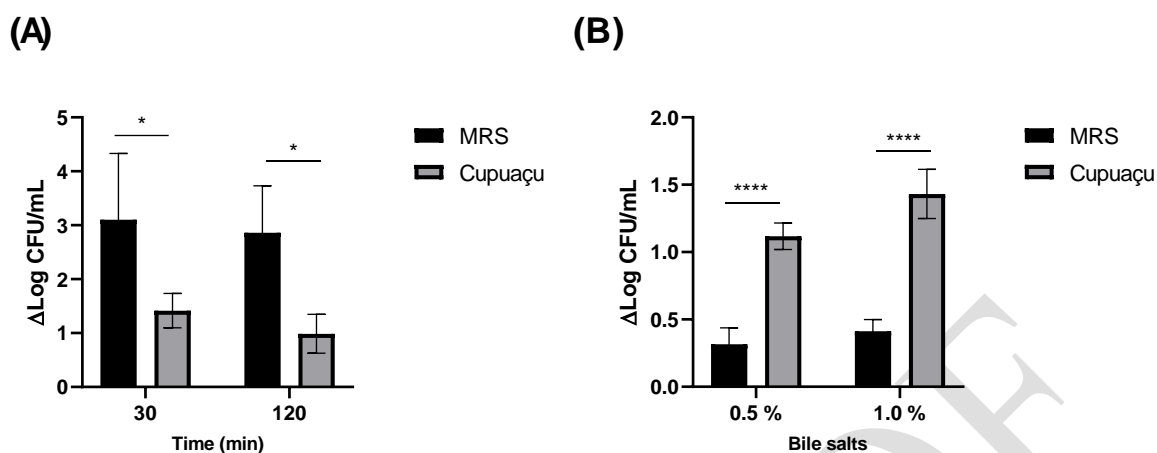 (A)
5
4
3
2
1
0
ΔLog CFU/mL
*
*
30
120
Time (min)
MRS
Cupuaçu
(B)
2.0
1.5
1.0
0.5
0.0
ΔLog CFU/mL
****
****
0.5 %
1.0 %
Bile salts
MRS
Cupuaçu